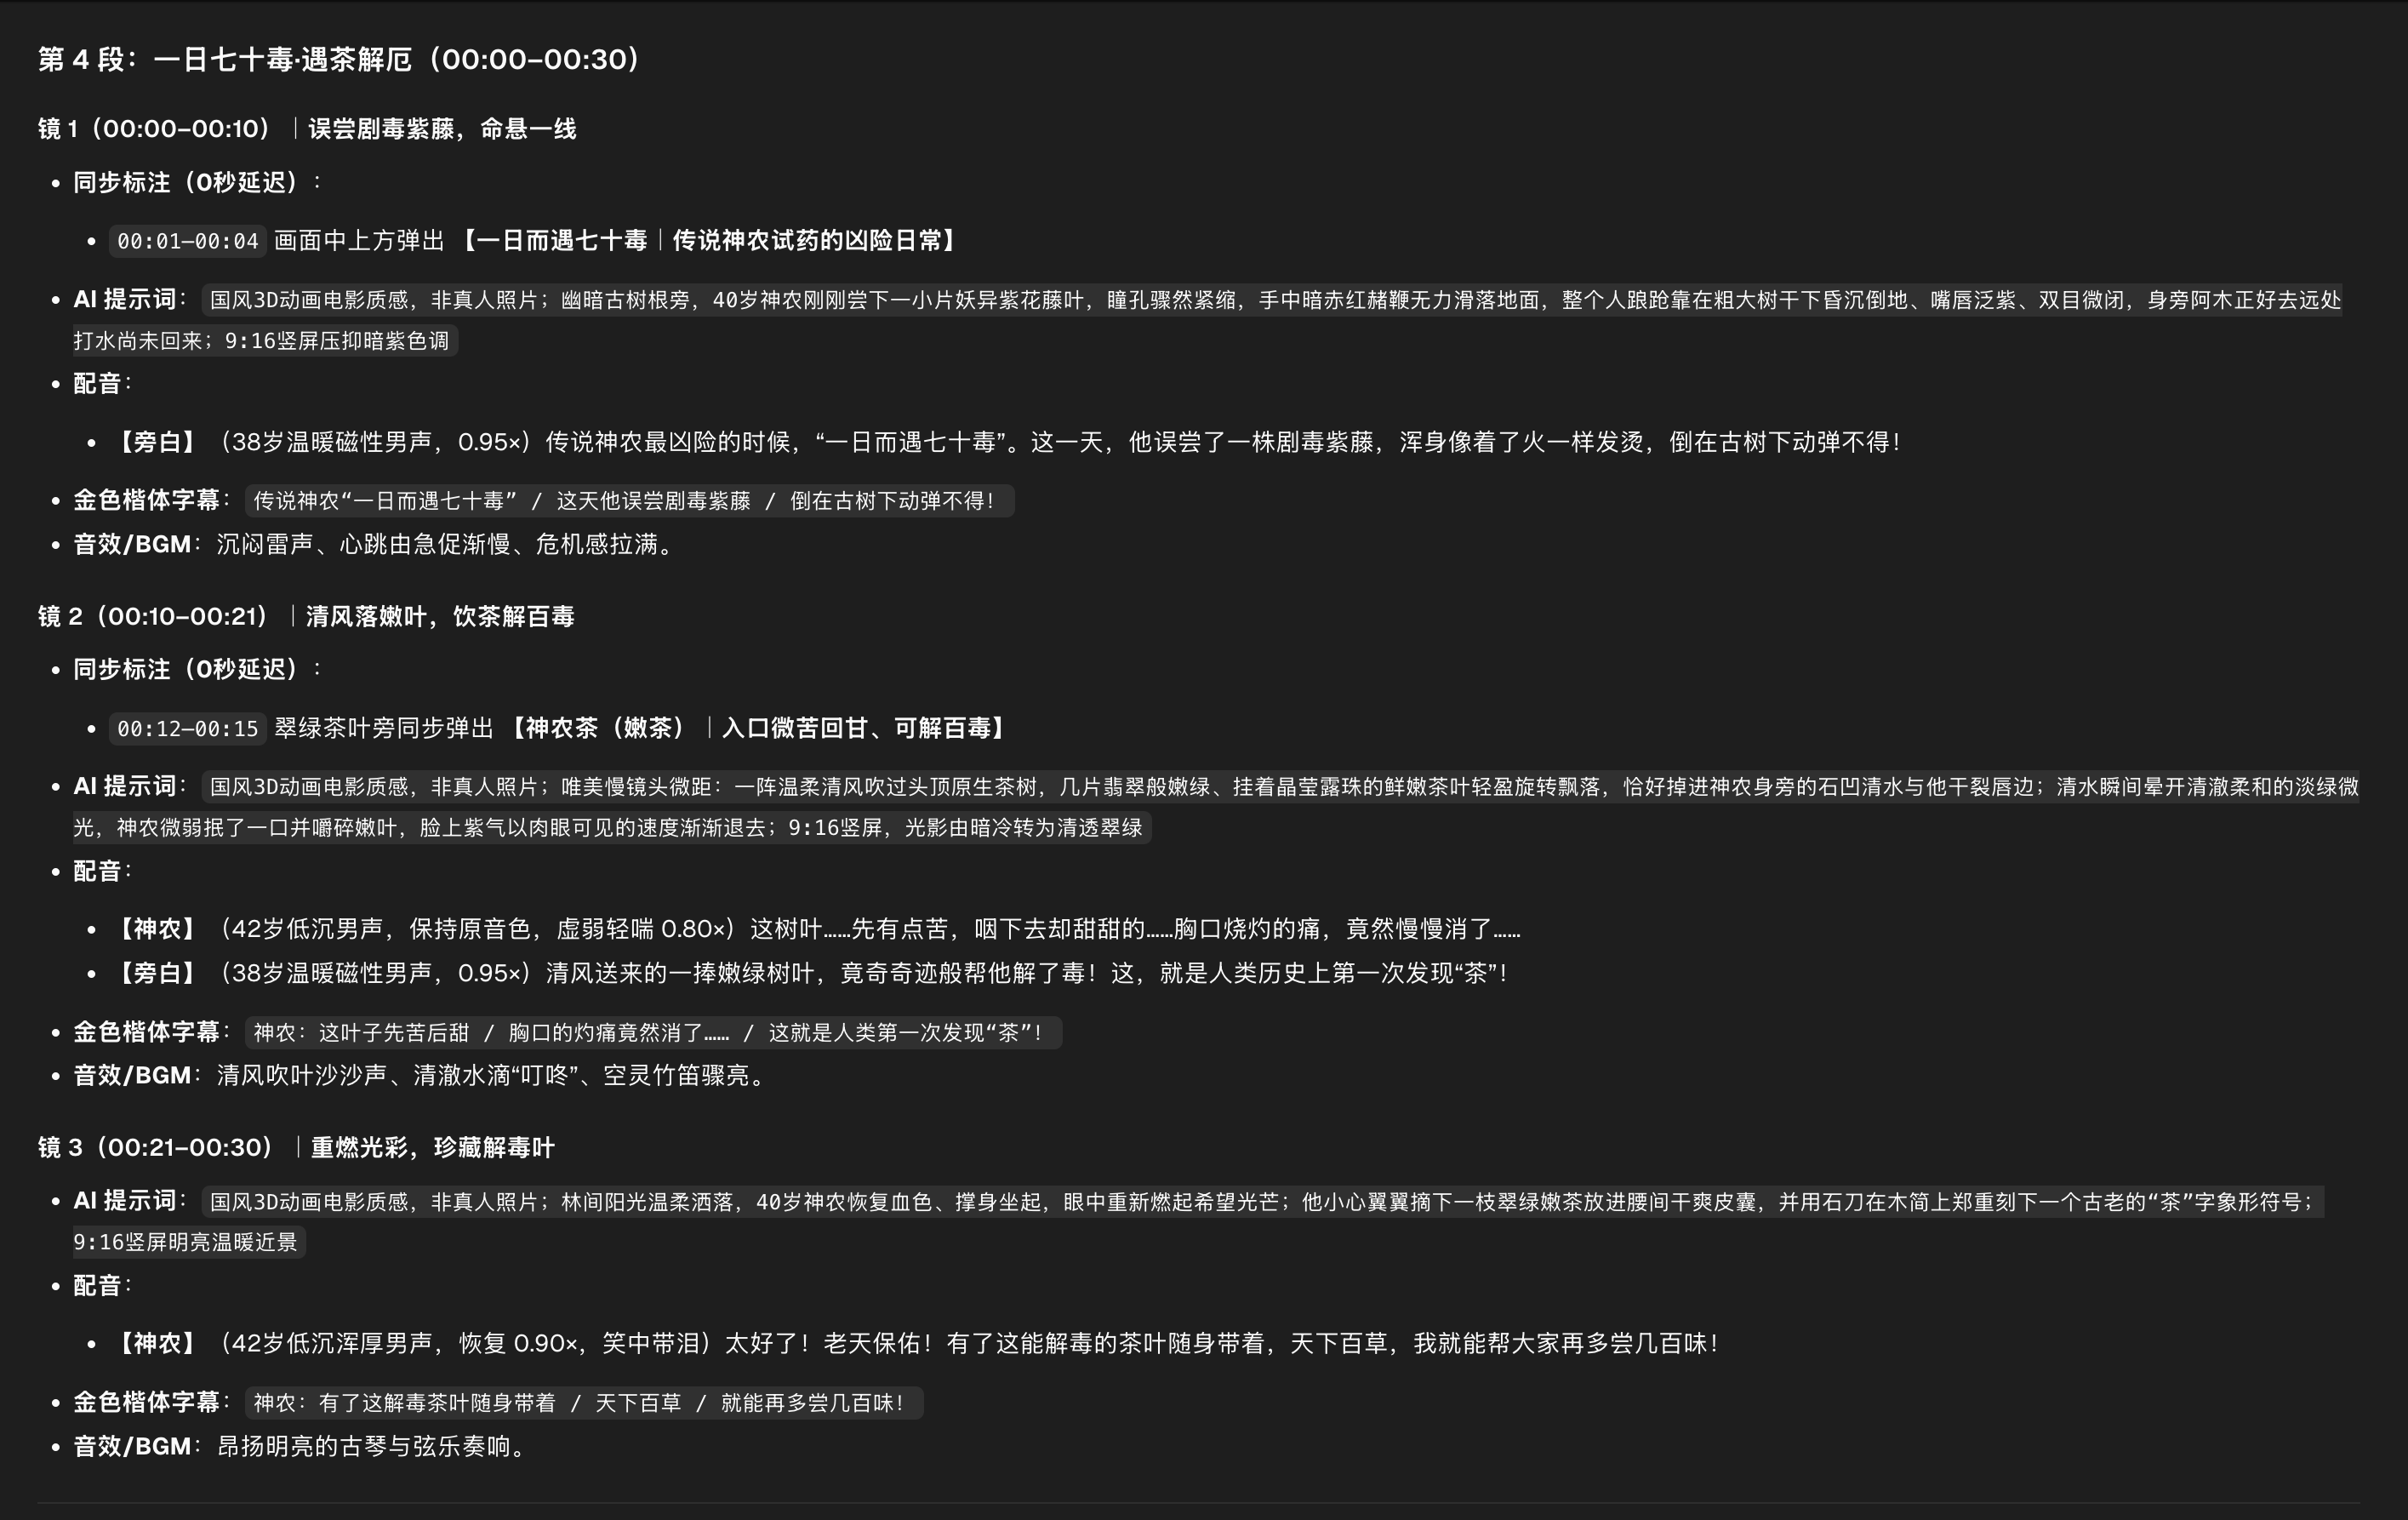 第 4 段：一日七十毒·遇茶解厄（00:00–00:30）
镜 1（00:00–00:10）｜误尝剧毒紫藤，命悬一线
• 同步标注（0秒延迟）：
• 00:01–00:04 画面中上方弹出 【一日而遇七十毒｜传说神农试药的凶险日常】
• AI 提示词： 国风3D动画电影质感，非真人照片；幽暗古树根旁，40岁神农刚刚尝下一小片妖异紫花藤叶，瞳孔骤然紧缩，手中暗赤红赭鞭无力滑落地面，整个人踉跄靠在粗大树干下昏沉倒地、嘴唇泛紫、双目微闭，身旁阿木正好去远处
打水尚未回来；9:16竖屏压抑暗紫色调
• 配音：
• 【旁白】（38岁温暖磁性男声，0.95×）传说神农最凶险的时候，“一日而遇七十毒”。这一天，他误尝了一株剧毒紫藤，浑身像着了火一样发烫，倒在古树下动弹不得！
• 金色楷体字幕： 传说神农“一日而遇七十毒” / 这天他误尝剧毒紫藤 / 倒在古树下动弹不得！
• 音效/BGM：沉闷雷声、心跳由急促渐慢、危机感拉满。
镜 2（00:10–00:21）｜清风落嫩叶，饮茶解百毒
• 同步标注（0秒延迟）：
• 00:12–00:15 翠绿茶叶旁同步弹出 【神农茶（嫩茶）｜入口微苦回甘、可解百毒】
• AI 提示词： 国风3D动画电影质感，非真人照片；唯美慢镜头微距：一阵温柔清风吹过头顶原生茶树，几片翡翠般嫩绿、挂着晶莹露珠的鲜嫩茶叶轻盈旋转飘落，恰好掉进神农身旁的石凹清水与他干裂唇边；清水瞬间晕开清澈柔和的淡绿微
光，神农微弱抿了一口并嚼碎嫩叶，脸上紫气以肉眼可见的速度渐渐退去；9:16竖屏，光影由暗冷转为清透翠绿
• 配音：
• 【神农】（42岁低沉男声，保持原音色，虚弱轻喘 0.80×）这树叶……先有点苦，咽下去却甜甜的……胸口烧灼的痛，竟然慢慢消了……
• 【旁白】（38岁温暖磁性男声，0.95×）清风送来的一捧嫩绿树叶，竟奇奇迹般帮他解了毒！这，就是人类历史上第一次发现“茶”！
• 金色楷体字幕： 神农：这叶子先苦后甜 / 胸口的灼痛竟然消了…… / 这就是人类第一次发现“茶”！
• 音效/BGM：清风吹叶沙沙声、清澈水滴“叮咚”、空灵竹笛骤亮。
镜 3（00:21–00:30）｜重燃光彩，珍藏解毒叶
• AI 提示词： 国风3D动画电影质感，非真人照片；林间阳光温柔洒落，40岁神农恢复血色、撑身坐起，眼中重新燃起希望光芒；他小心翼翼摘下一枝翠绿嫩茶放进腰间干爽皮囊，并用石刀在木简上郑重刻下一个古老的“茶”字象形符号；
9:16竖屏明亮温暖近景
• 配音：
• 【神农】（42岁低沉浑厚男声，恢复 0.90×，笑中带泪）太好了！老天保佑！有了这能解毒的茶叶随身带着，天下百草，我就能帮大家再多尝几百味！
• 金色楷体字幕： 神农：有了这解毒茶叶随身带着 / 天下百草 / 就能再多尝几百味！
• 音效/BGM：昂扬明亮的古琴与弦乐奏响。